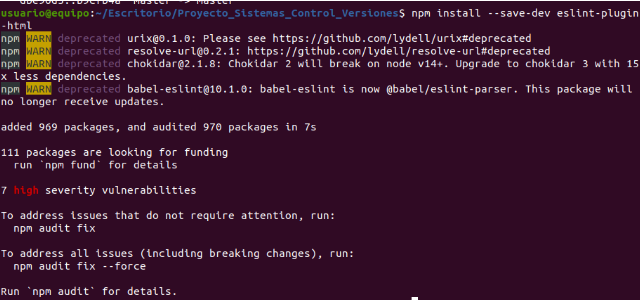 usuario@equipo:~/Escritorio/Proyecto_Sistemas_Control_Versiones$ npm install --save-dev eslint-plugin
-html
npm WARN deprecated urix@0.1.0: Please see https://github.com/lydell/urix#deprecated
npm WARN deprecated resolve-url@0.2.1: https://github.com/lydell/resolve-url#deprecated
npm WARN deprecated chokidar@2.1.8: Chokidar 2 will break on node v14+. Upgrade to chokidar 3 with 15
x less dependencies.
npm WARN deprecated babel-eslint@10.1.0: babel-eslint is now @babel/eslint-parser. This package will
no longer receive updates.
added 969 packages, and audited 970 packages in 7s
111 packages are looking for funding
run `npm fund` for details
7 high severity vulnerabilities
To address issues that do not require attention, run:
npm audit fix
To address all issues (including breaking changes), run:
npm audit fix --force
Run `npm audit` for details.